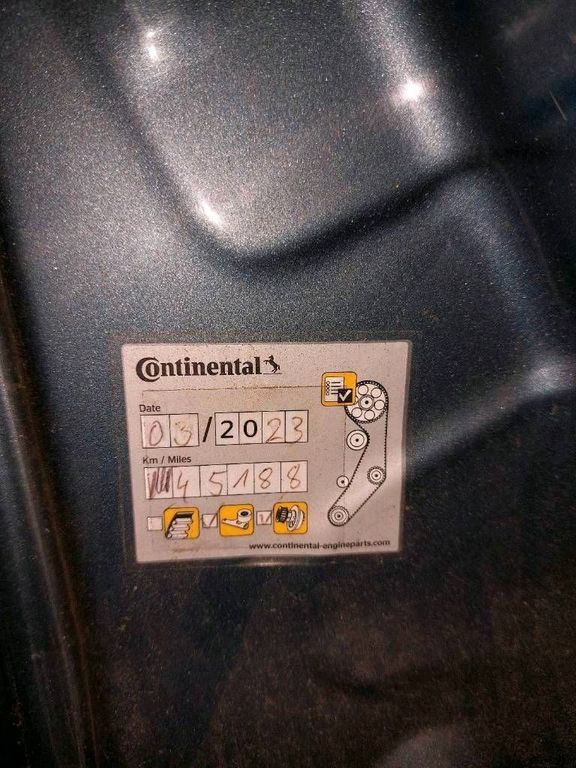 Continental
Date
03/2023
Km / Miles
45188
www.continental-engineparts.com